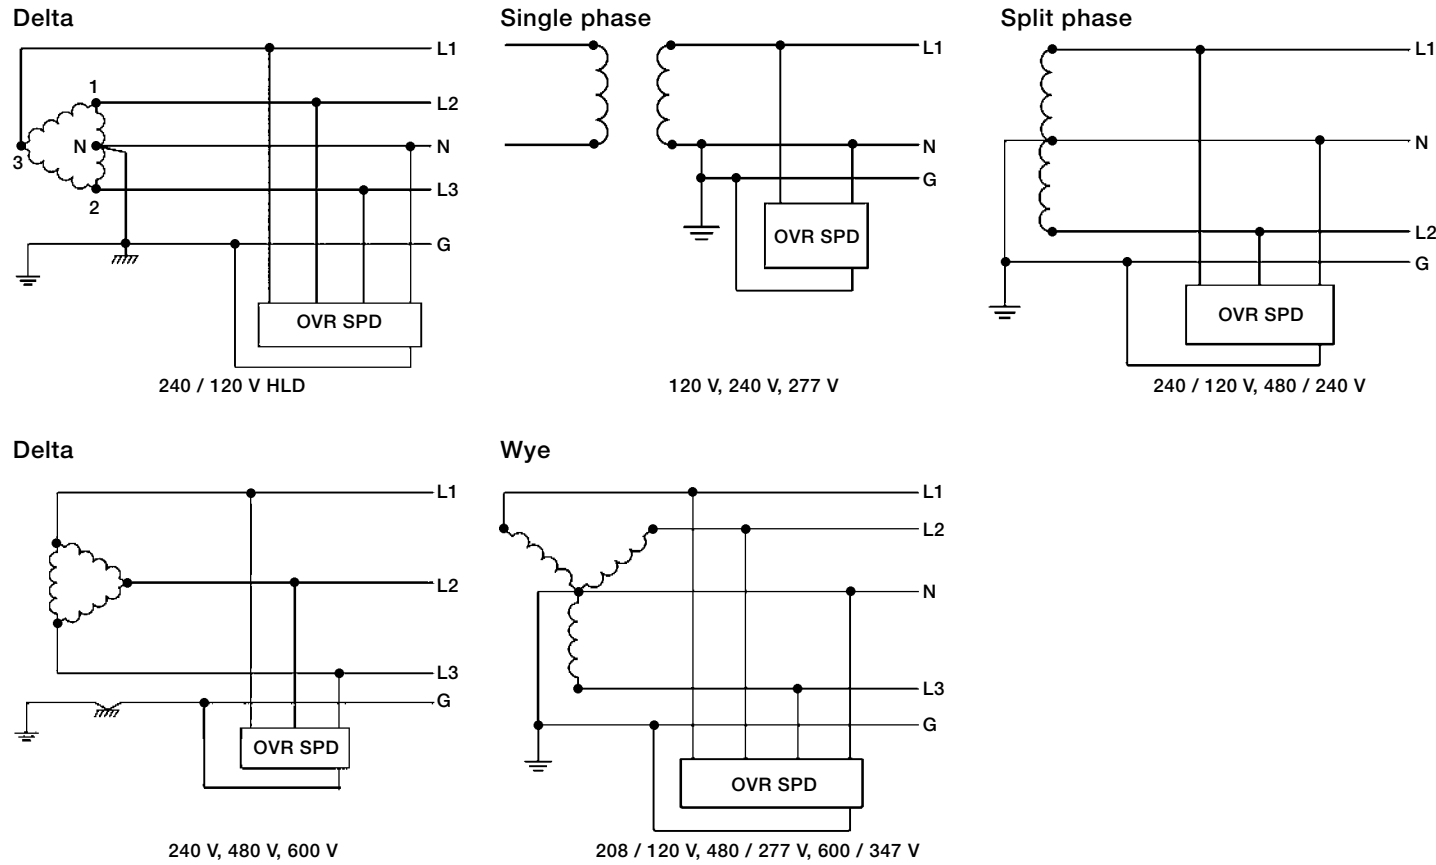 Delta
L1
1
L2
N
N
3
L3
2
G
OVR SPD
240 / 120 V HLD
Single phase
L1
N
G
OVR SPD
120 V, 240 V, 277 V
Split phase
L1
N
L2
G
OVR SPD
240 / 120 V, 480 / 240 V
Delta
L1
L2
L3
G
OVR SPD
240 V, 480 V, 600 V
Wye
L1
L2
N
L3
G
OVR SPD
208 / 120 V, 480 / 277 V, 600 / 347 V